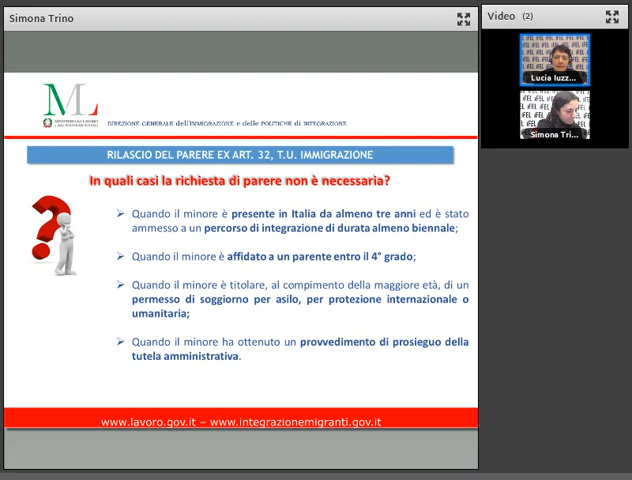 Simona Trino
Video (2)
Lucia Iuzz...
Simona Tri...
ML
MINISTERO del LAVORO
e delle POLITICHE SOCIALI
DIREZIONE GENERALE dell'IMMIGRAZIONE e delle POLITICHE di INTEGRAZIONE
RILASCIO DEL PARERE EX ART. 32, T.U. IMMIGRAZIONE
In quali casi la richiesta di parere non è necessaria?
➢ Quando il minore è presente in Italia da almeno tre anni ed è stato
ammesso a un percorso di integrazione di durata almeno biennale;
➢ Quando il minore è affidato a un parente entro il 4° grado;
➢ Quando il minore è titolare, al compimento della maggiore età, di un
permesso di soggiorno per asilo, per protezione internazionale o
umanitaria;
➢ Quando il minore ha ottenuto un provvedimento di prosieguo della
tutela amministrativa.
www.lavoro.gov.it – www.integrazionemigranti.gov.it